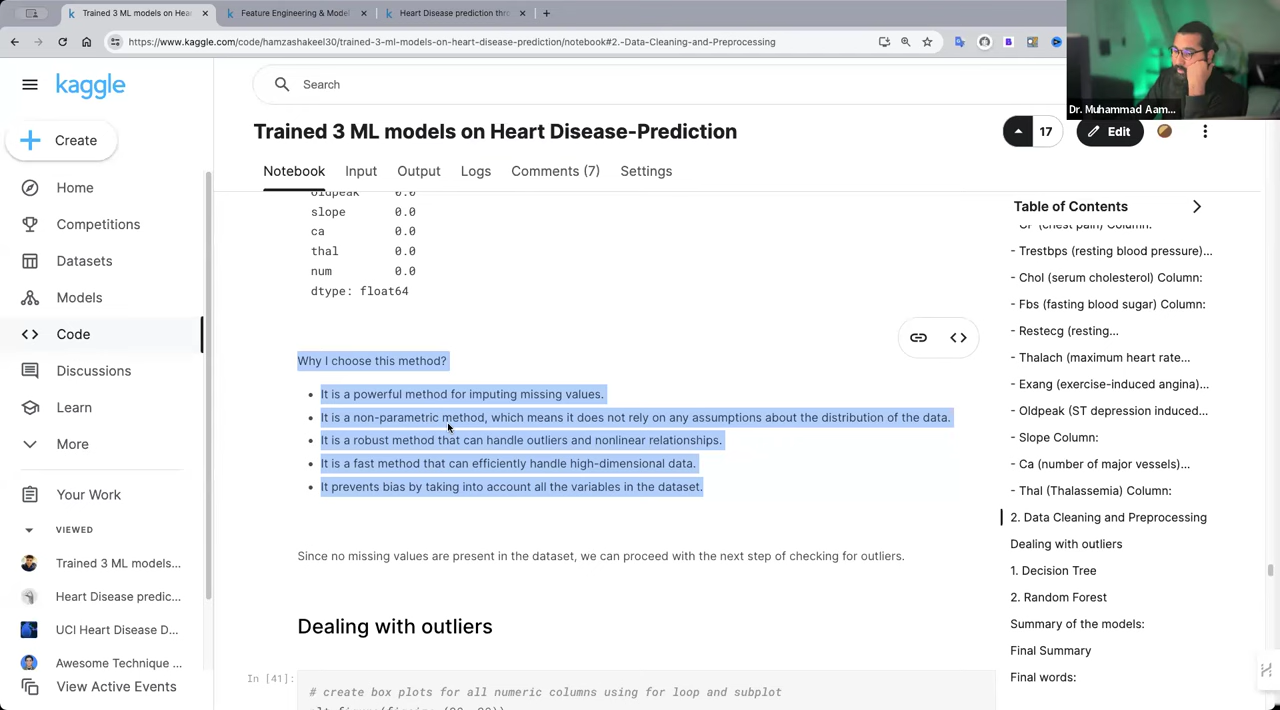 Trained 3 ML models on Hear
Feature Engineering & Model
Heart Disease prediction thro
https://www.kaggle.com/code/hamzashakeel30/trained-3-ml-models-on-heart-disease-prediction/notebook#2.-Data-Cleaning-and-Preprocessing
Dr. Muhammad Aam...
kaggle
Search
Create
Home
Competitions
Datasets
Models
Code
Discussions
Learn
More
Your Work
VIEWED
Trained 3 ML models...
Heart Disease predic...
UCI Heart Disease D...
Awesome Technique ...
View Active Events
Trained 3 ML models on Heart Disease-Prediction
17
Edit
Notebook
Input
Output
Logs
Comments (7)
Settings
oldpeak 0.0
slope 0.0
ca 0.0
thal 0.0
num 0.0
dtype: float64
Why I choose this method?
• It is a powerful method for imputing missing values.
• It is a non-parametric method, which means it does not rely on any assumptions about the distribution of the data.
• It is a robust method that can handle outliers and nonlinear relationships.
• It is a fast method that can efficiently handle high-dimensional data.
• It prevents bias by taking into account all the variables in the dataset.
Since no missing values are present in the dataset, we can proceed with the next step of checking for outliers.
Dealing with outliers
In [41]:
# create box plots for all numeric columns using for loop and subplot
Table of Contents
- CP (chest pain) Column:
- Trestbps (resting blood pressure)...
- Chol (serum cholesterol) Column:
- Fbs (fasting blood sugar) Column:
- Restecg (resting...
- Thalach (maximum heart rate...
- Exang (exercise-induced angina)...
- Oldpeak (ST depression induced...
- Slope Column:
- Ca (number of major vessels)...
- Thal (Thalassemia) Column:
2. Data Cleaning and Preprocessing
Dealing with outliers
1. Decision Tree
2. Random Forest
Summary of the models:
Final Summary
Final words: